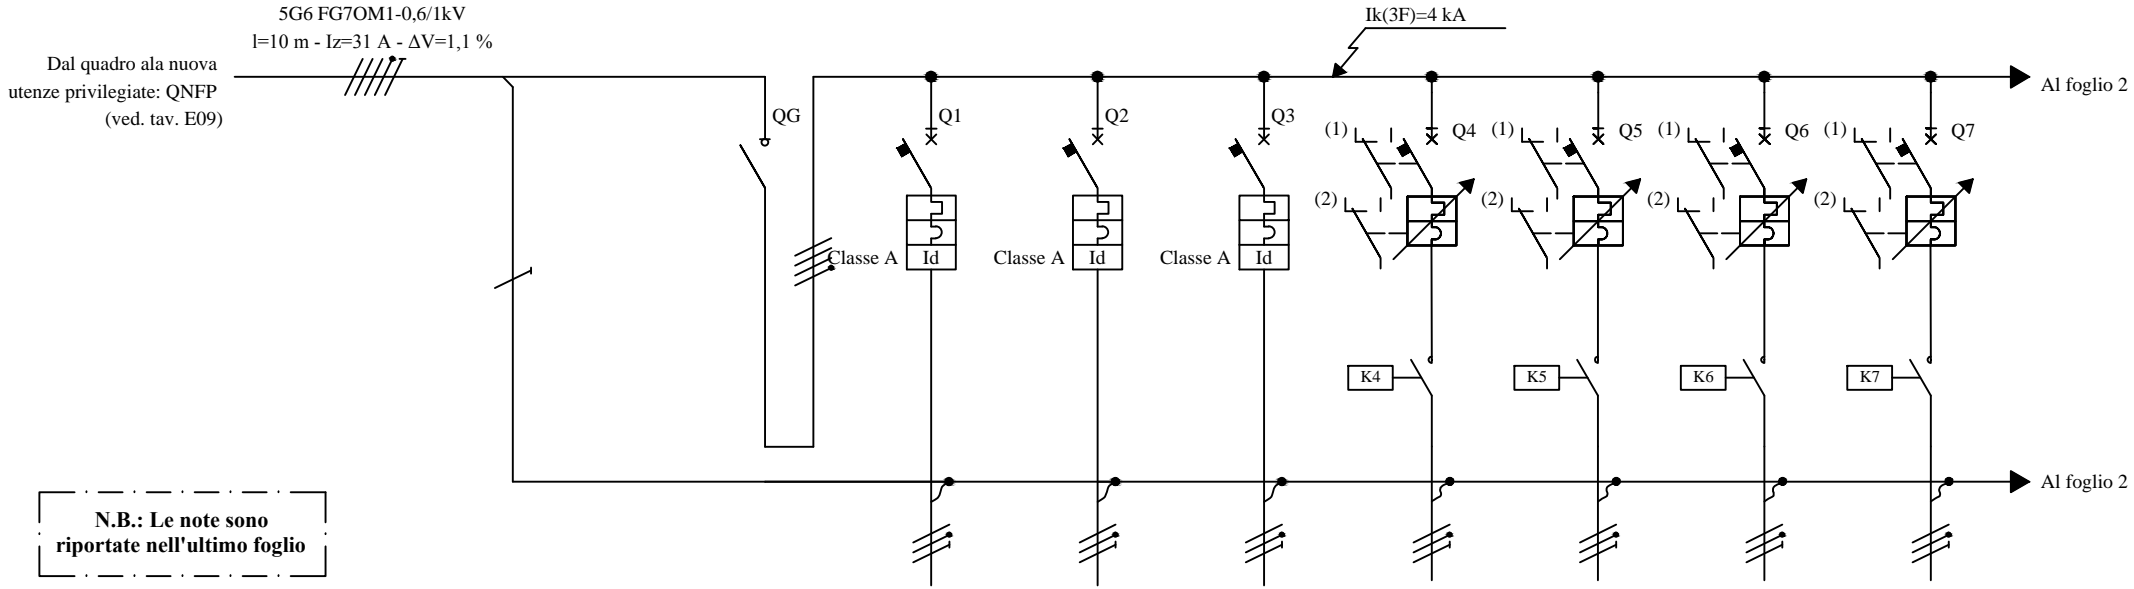 5G6 FG7OM1-0,6/1kV
l=10 m - Iz=31 A - ΔV=1,1 %
Dal quadro ala nuova
utenze privilegiate: QNFP
(ved. tav. E09)
Ik(3F)=4 kA
Al foglio 2
QG
Q1
Q2
Q3
(1)
Q4
(1)
Q5
(1)
Q6
(1)
Q7
(2)
(2)
(2)
(2)
Classe A
Id
Classe A
Id
Classe A
Id
K4
K5
K6
K7
Al foglio 2
N.B.: Le note sono
riportate nell'ultimo foglio